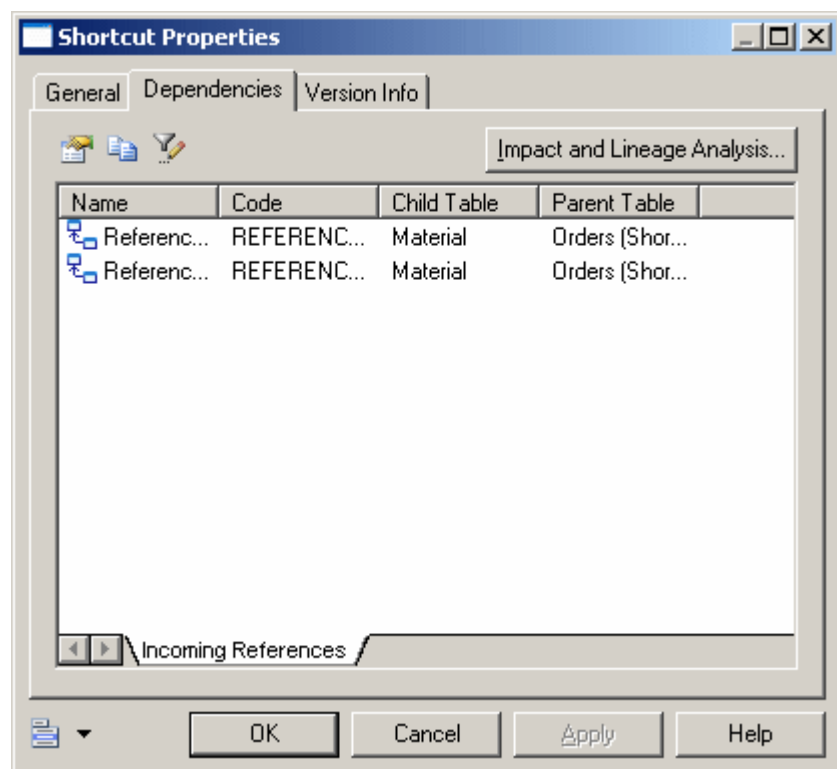 Shortcut Properties
General Dependencies Version Info
Impact and Lineage Analysis...
Name Code Child Table Parent Table
Referenc... REFERENC... Material Orders (Shor...
Referenc... REFERENC... Material Orders (Shor...
Incoming References
OK Cancel Apply Help